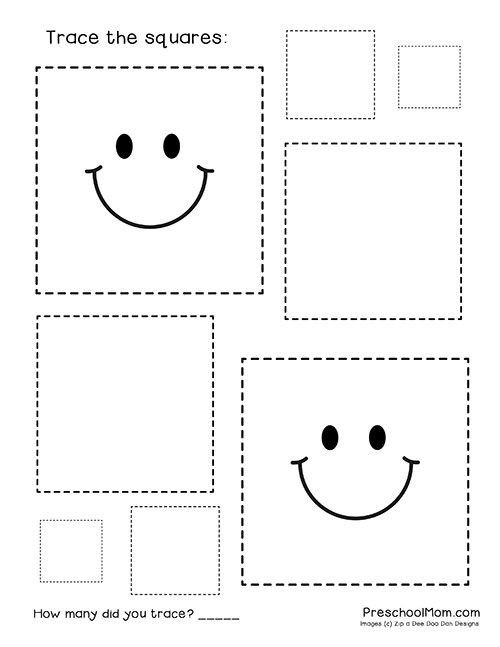 Trace the squares:
How many did you trace? _____
PreschoolMom.com
Images (c) Zip a Dee Doo Dah Designs